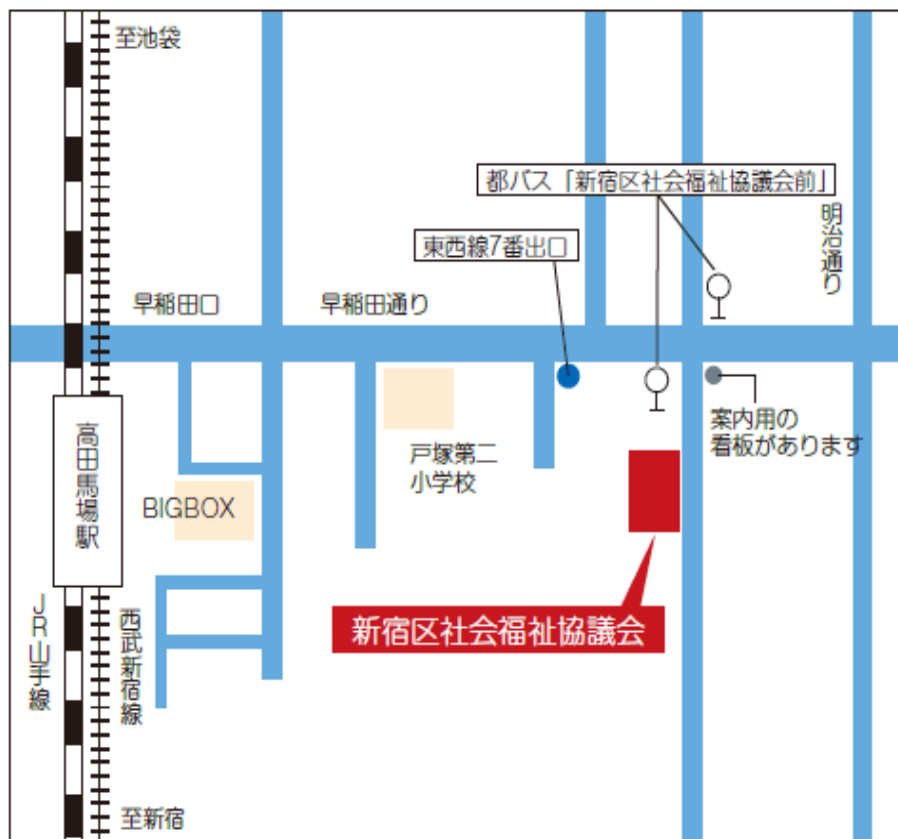 至池袋
都バス「新宿区社会福祉協議会前」
明治通り
東西線7番出口
早稲田口
早稲田通り
案内用の
看板があります
高田馬場駅
戸塚第二
小学校
BIGBOX
新宿区社会福祉協議会
JR山手線
西武新宿線
至新宿